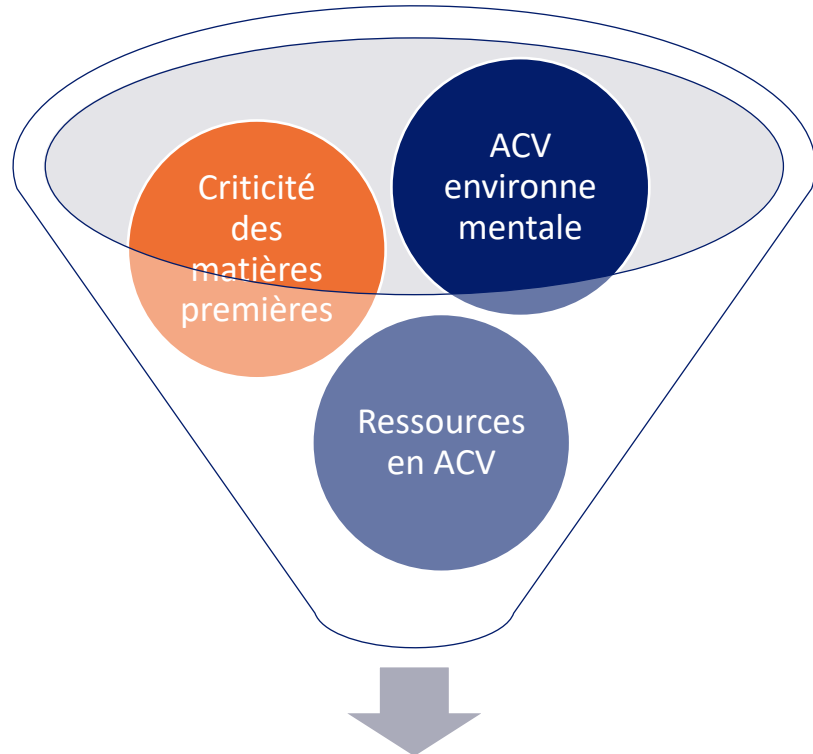 ACV
environne
mentale
Criticité
des
matières
premières
Ressources
en ACV